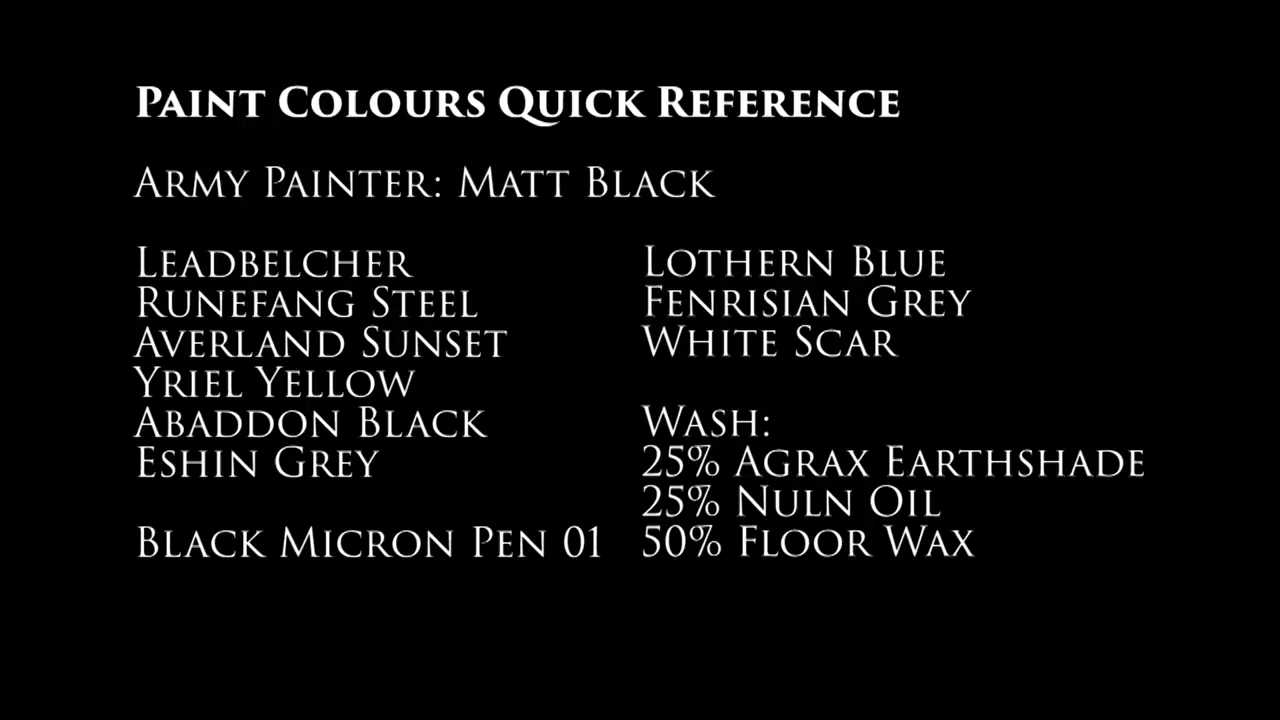 Paint Colours Quick Reference
Army Painter: Matt Black
Leadbelcher
Runefang Steel
Averland Sunset
Yriel Yellow
Abaddon Black
Eshin Grey
Black Micron Pen 01
Lothern Blue
Fenrisian Grey
White Scar
Wash:
25% Agrax Earthshade
25% Nuln Oil
50% Floor Wax